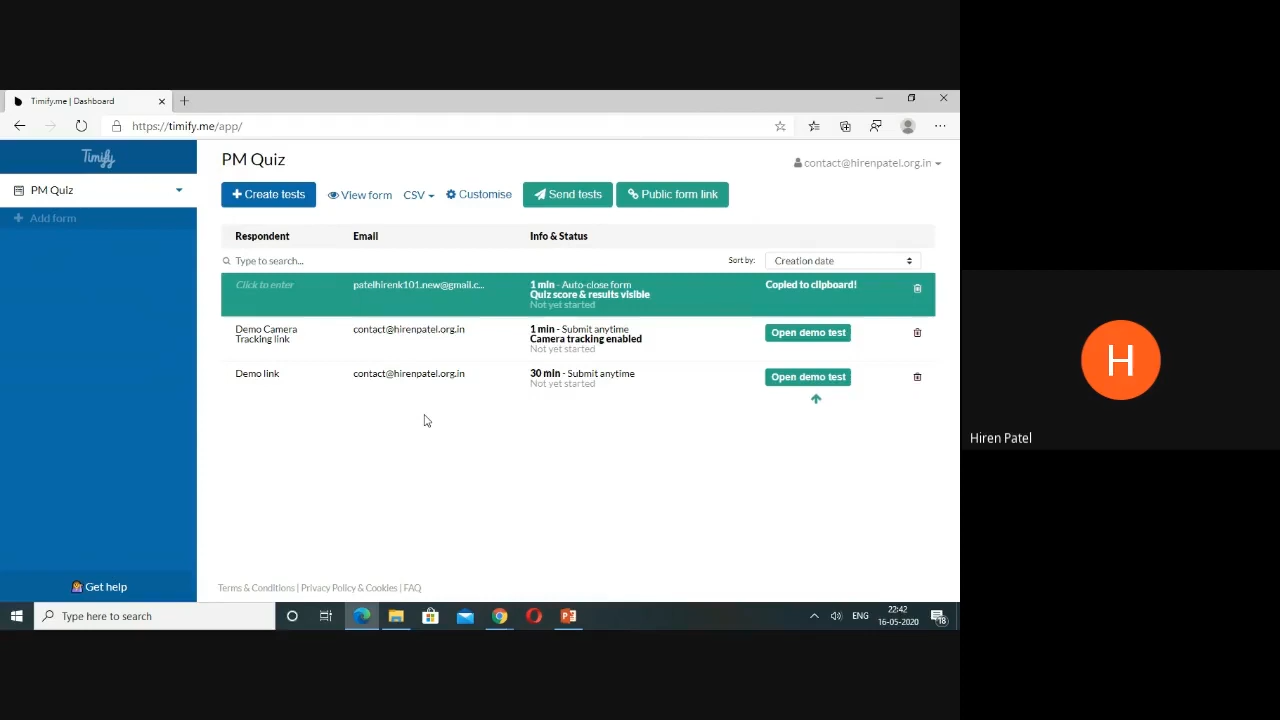 Timify.me | Dashboard
https://timify.me/app/
Timify
PM Quiz
Add form
Get help
PM Quiz
contact@hirenpatel.org.in
Create tests
View form
CSV
Customise
Send tests
Public form link
Respondent
Email
Info & Status
Type to search...
Sort by:
Creation date
Click to enter
patelhirenk101.new@gmail.c...
1 min - Auto-close form
Quiz score & results visible
Not yet started
Copied to clipboard!
Demo Camera
Tracking link
contact@hirenpatel.org.in
1 min - Submit anytime
Camera tracking enabled
Not yet started
Open demo test
Demo link
contact@hirenpatel.org.in
30 min - Submit anytime
Not yet started
Open demo test
Terms & Conditions | Privacy Policy & Cookies | FAQ
Type here to search
ENG
22:42
16-05-2020
18
H
Hiren Patel